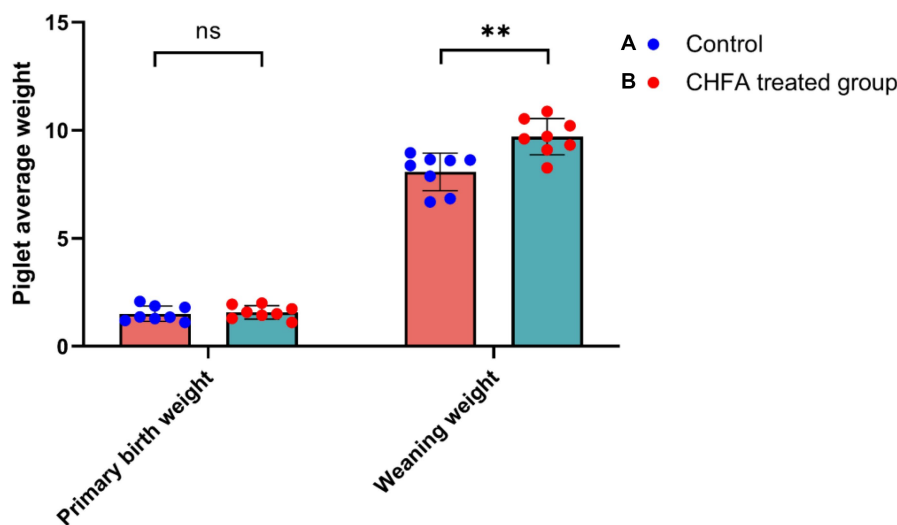 15
10
5
0
Piglet average weight
ns
**
A Control
B CHFA treated group
Primary birth weight
Weaning weight